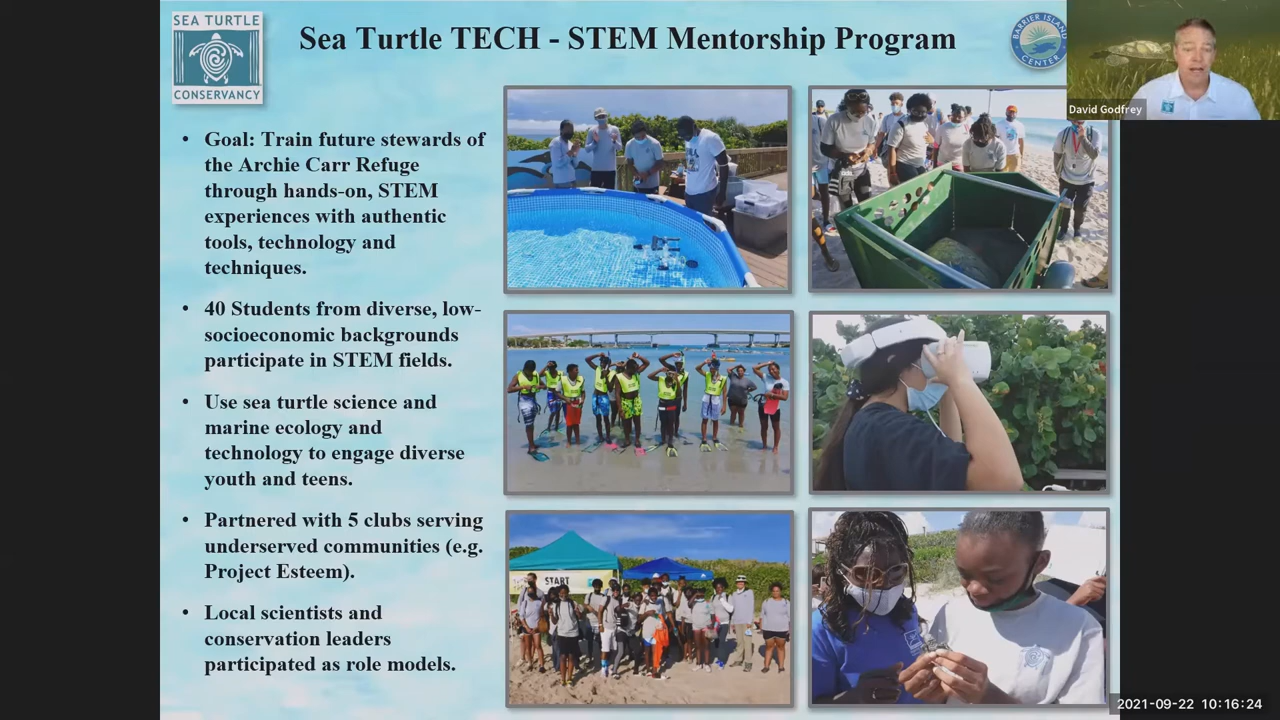 SEA TURTLE
CONSERVANCY
Sea Turtle TECH - STEM Mentorship Program
BARRIER ISLAND
CENTER
David Godfrey
• Goal: Train future stewards of
the Archie Carr Refuge
through hands-on, STEM
experiences with authentic
tools, technology and
techniques.
• 40 Students from diverse, low-
socioeconomic backgrounds
participate in STEM fields.
• Use sea turtle science and
marine ecology and
technology to engage diverse
youth and teens.
• Partnered with 5 clubs serving
underserved communities (e.g.
Project Esteem).
• Local scientists and
conservation leaders
participated as role models.
START
2021-09-22 10:16:24